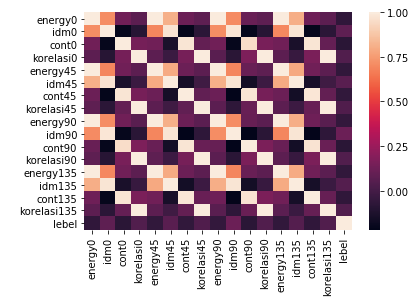 energy0
idm0
cont0
korelasi0
energy45
idm45
cont45
korelasi45
energy90
idm90
cont90
korelasi90
energy135
idm135
cont135
korelasi135
lebel
energy0
idm0
cont0
korelasi0
energy45
idm45
cont45
korelasi45
energy90
idm90
cont90
korelasi90
energy135
idm135
cont135
korelasi135
lebel
1.00
0.75
0.50
0.25
0.00